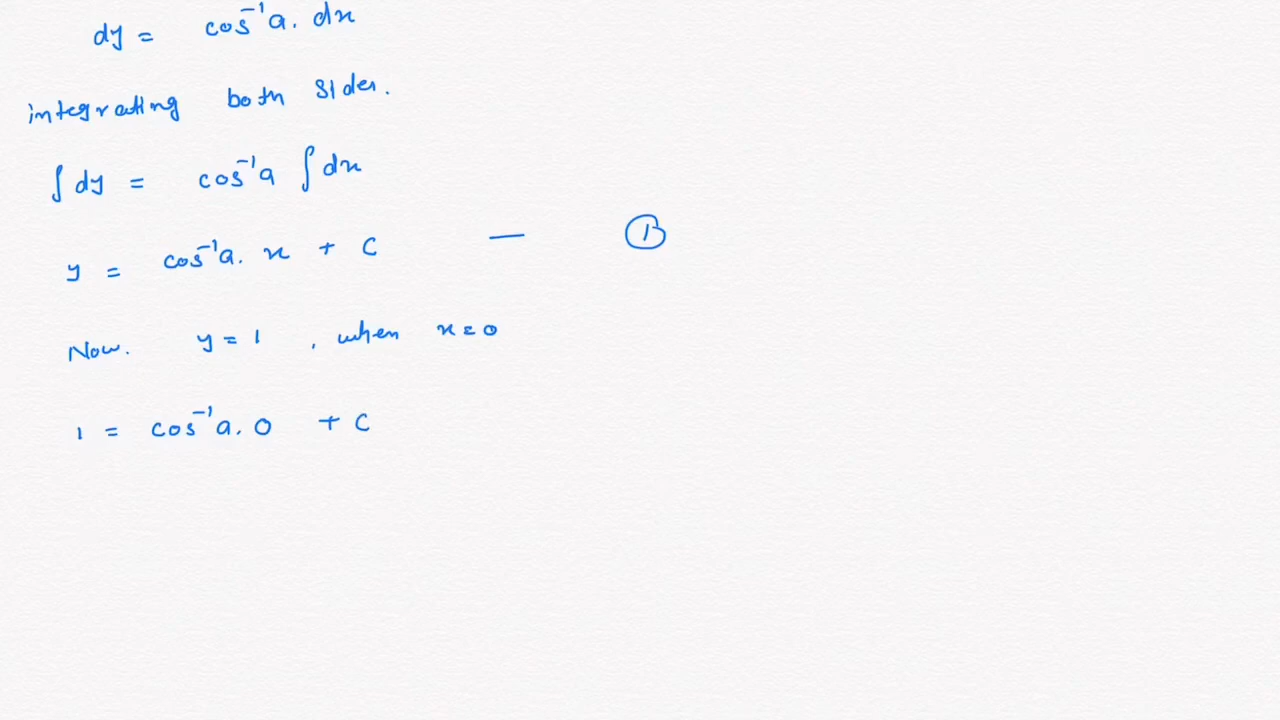 dy = cos⁻¹a. dx
integrating both sides.
∫dy = cos⁻¹a ∫dx
y = cos⁻¹a. x + C — ①
Now. y = 1 , when x = 0
1 = cos⁻¹a. 0 + C